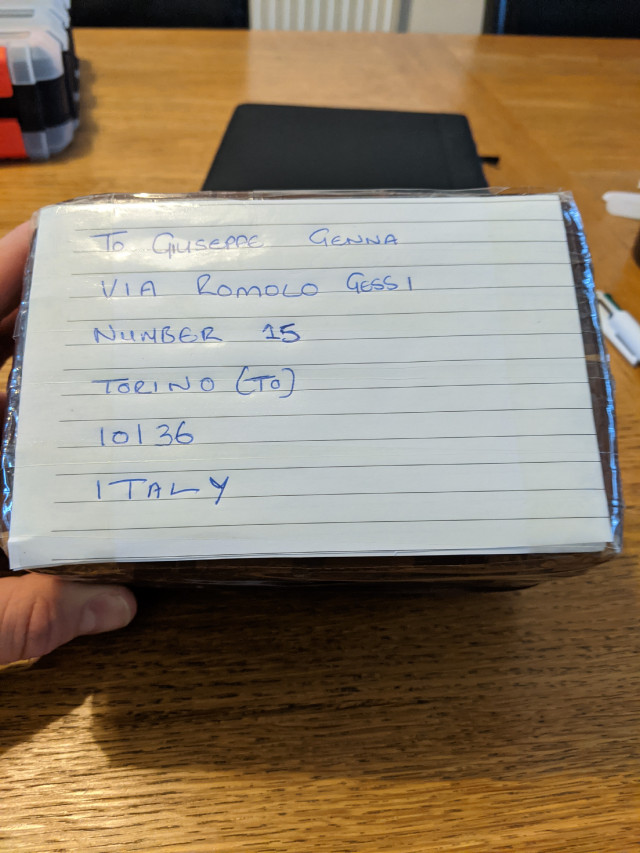 To GIUSEPPE GENNA
VIA ROMOLO GESSI
NUMBER 15
TORINO (TO)
10136
ITALY